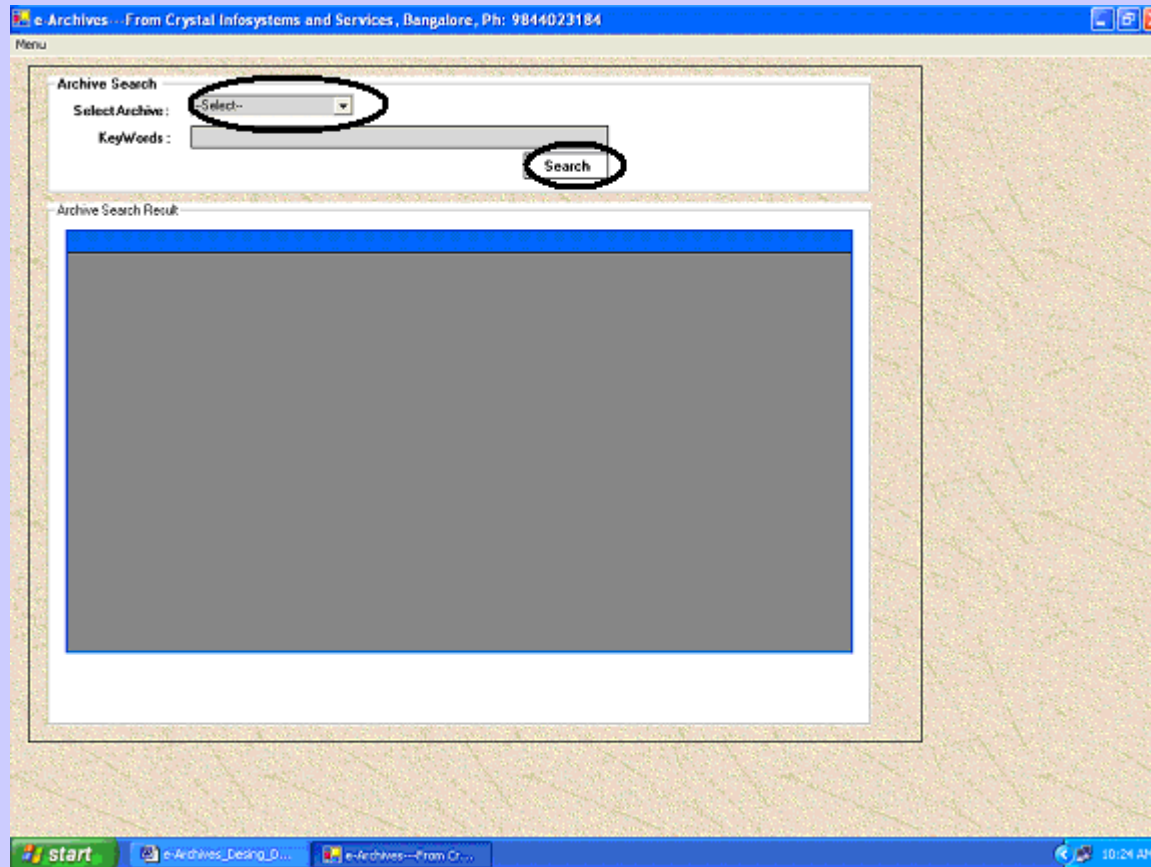 e-Archives---From Crystal Infosystems and Services, Bangalore, Ph: 9844023184
Menu
Archive Search
Select Archive :
--Select--
KeyWords :
Search
Archive Search Result
start
e-Archives_Desing_D...
e-Archives---From Cr...
10:24 AM